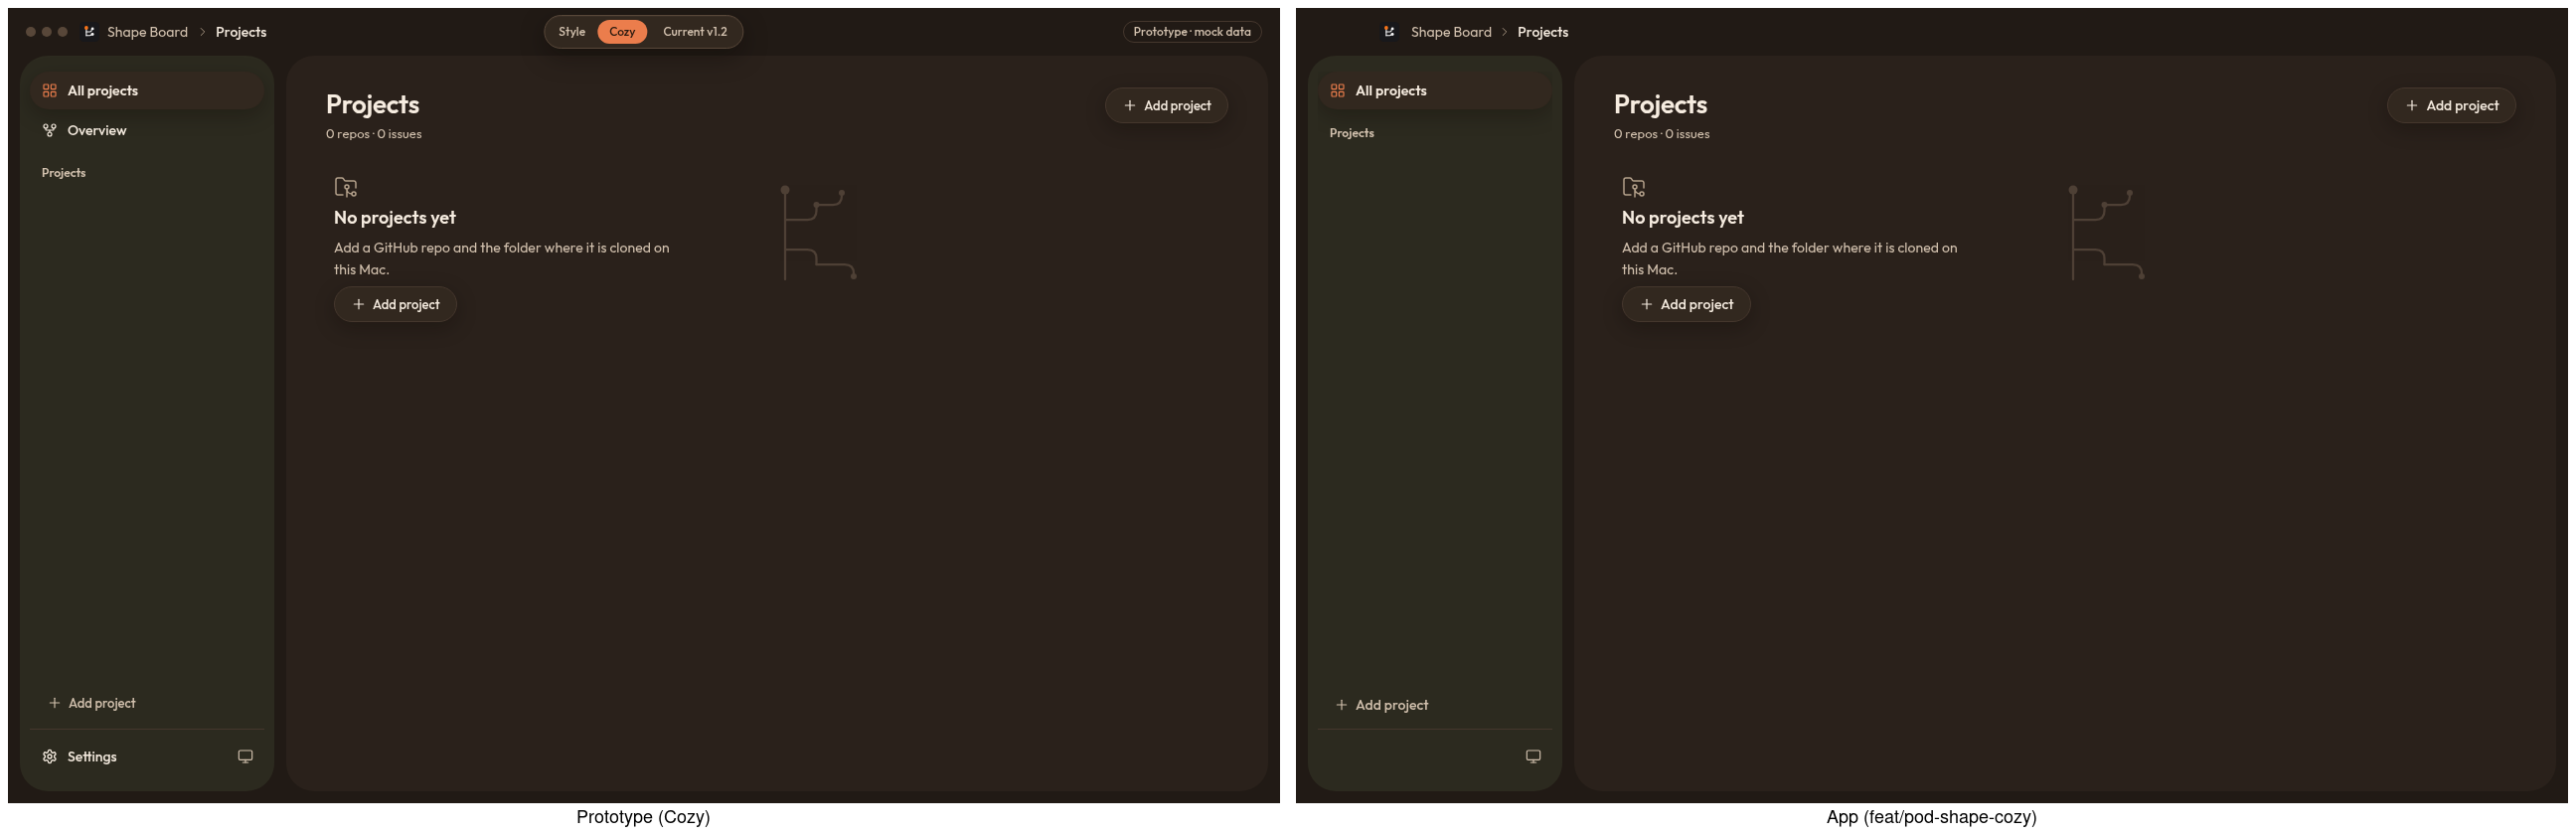 Shape Board > Projects
Style Cozy Current v1.2
Prototype · mock data
All projects
Overview
Projects
Add project
Settings
Projects
0 repos · 0 issues
+ Add project
No projects yet
Add a GitHub repo and the folder where it is cloned on
this Mac.
+ Add project
Prototype (Cozy)
Shape Board > Projects
All projects
Projects
+ Add project
Projects
0 repos · 0 issues
+ Add project
No projects yet
Add a GitHub repo and the folder where it is cloned on
this Mac.
+ Add project
App (feat/pod-shape-cozy)